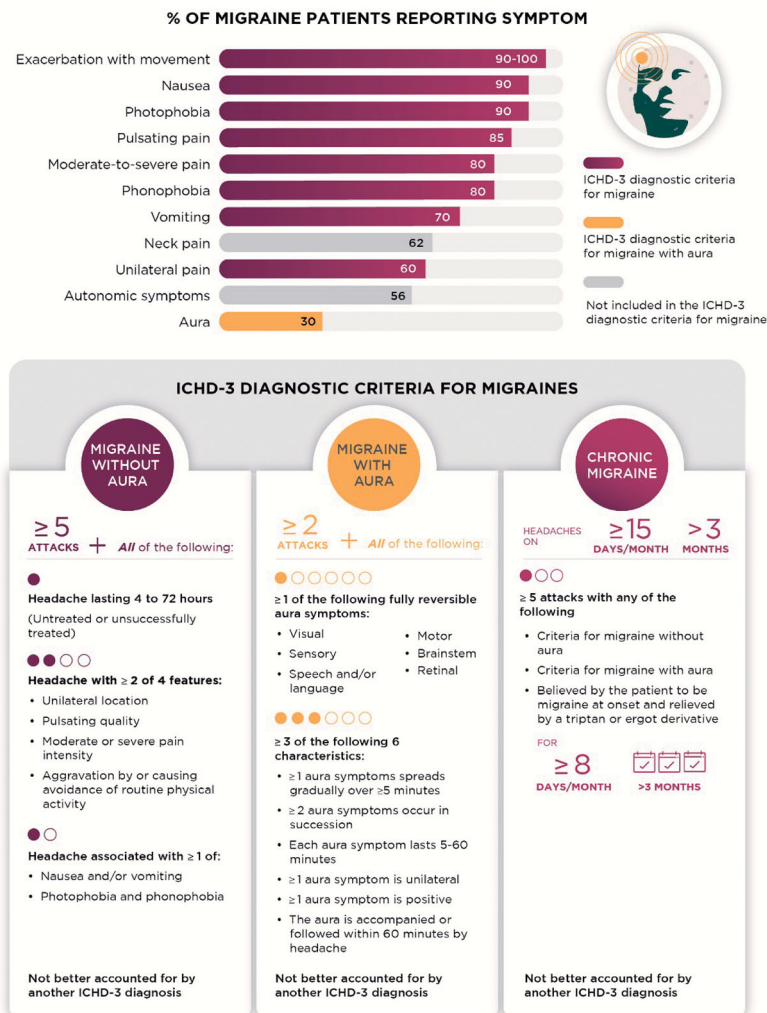 % OF MIGRAINE PATIENTS REPORTING SYMPTOM
Exacerbation with movement 90-100
Nausea 90
Photophobia 90
Pulsating pain 85
Moderate-to-severe pain 80
Phonophobia 80
Vomiting 70
Neck pain 62
Unilateral pain 60
Autonomic symptoms 56
Aura 30
ICHD-3 diagnostic criteria
for migraine
ICHD-3 diagnostic criteria
for migraine with aura
Not included in the ICHD-3
diagnostic criteria for migraine
ICHD-3 DIAGNOSTIC CRITERIA FOR MIGRAINES
MIGRAINE
WITHOUT
AURA
≥ 5
ATTACKS + All of the following:
Headache lasting 4 to 72 hours
(Untreated or unsuccessfully
treated)
Headache with ≥ 2 of 4 features:
• Unilateral location
• Pulsating quality
• Moderate or severe pain
intensity
• Aggravation by or causing
avoidance of routine physical
activity
Headache associated with ≥ 1 of:
• Nausea and/or vomiting
• Photophobia and phonophobia
Not better accounted for by
another ICHD-3 diagnosis
MIGRAINE
WITH
AURA
≥ 2
ATTACKS + All of the following:
≥ 1 of the following fully reversible
aura symptoms:
• Visual
• Sensory
• Speech and/or
language
• Motor
• Brainstem
• Retinal
≥ 3 of the following 6
characteristics:
• ≥1 aura symptoms spreads
gradually over ≥5 minutes
• ≥ 2 aura symptoms occur in
succession
• Each aura symptom lasts 5-60
minutes
• ≥1 aura symptom is unilateral
• ≥1 aura symptom is positive
• The aura is accompanied or
followed within 60 minutes by
headache
Not better accounted for by
another ICHD-3 diagnosis
CHRONIC
MIGRAINE
HEADACHES
ON
≥15
DAYS/MONTH
>3
MONTHS
≥ 5 attacks with any of the
following
• Criteria for migraine without
aura
• Criteria for migraine with aura
• Believed by the patient to be
migraine at onset and relieved
by a triptan or ergot derivative
FOR
≥ 8
DAYS/MONTH
>3 MONTHS
Not better accounted for by
another ICHD-3 diagnosis